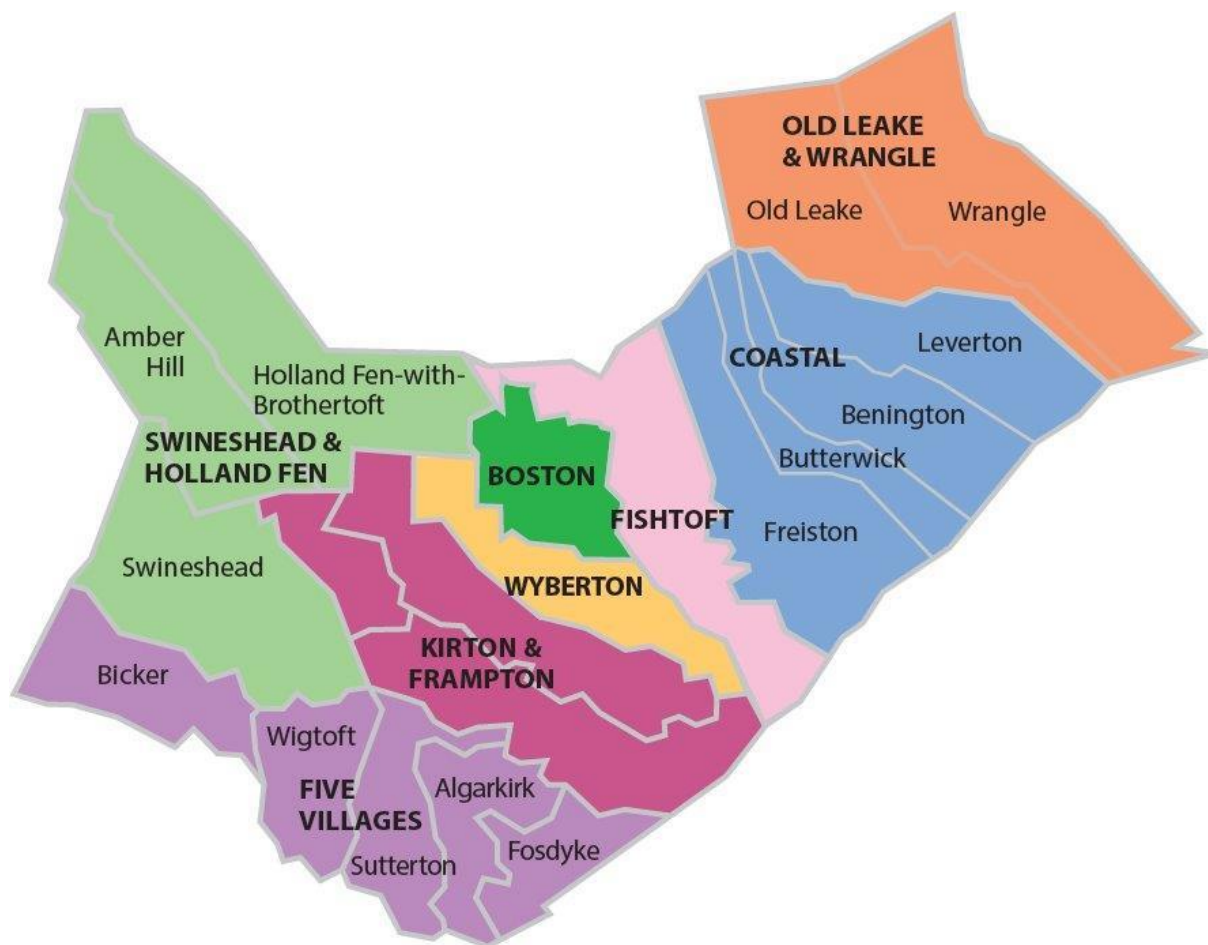 OLD LEAKE
& WRANGLE
Old Leake
Wrangle
Amber
Hill
Holland Fen-with-
Brothertoft
COASTAL
Leverton
SWINESHEAD &
HOLLAND FEN
Benington
BOSTON
Butterwick
FISHTOFT
Freiston
Swineshead
WYBERTON
KIRTON &
FRAMPTON
Bicker
Wigtoft
FIVE
VILLAGES
Algarkirk
Sutterton
Fosdyke